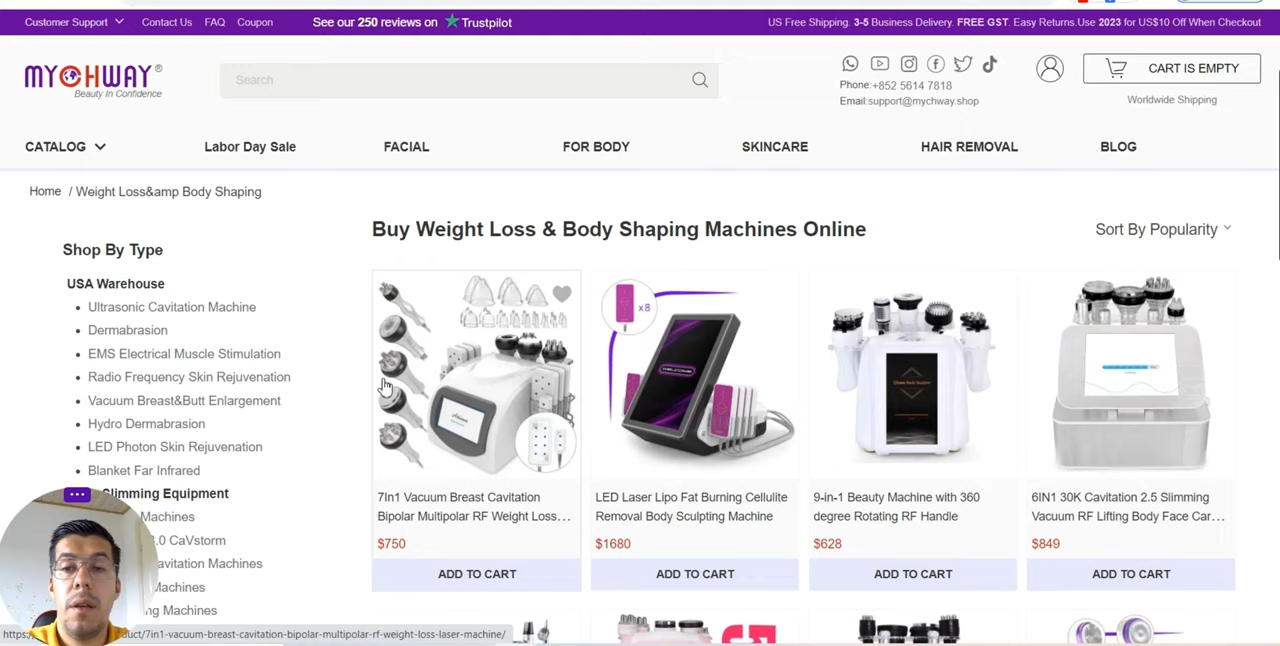 Customer Support
Contact Us
FAQ
Coupon
See our 250 reviews on Trustpilot
US Free Shipping. 3-5 Business Delivery. FREE GST. Easy Returns.Use 2023 for US$10 Off When Checkout
MYCHWAY®
Beauty In Confidence
Search
Phone:+852 5614 7818
Email:support@mychway.shop
CART IS EMPTY
Worldwide Shipping
CATALOG
Labor Day Sale
FACIAL
FOR BODY
SKINCARE
HAIR REMOVAL
BLOG
Home / Weight Loss&amp Body Shaping
Buy Weight Loss & Body Shaping Machines Online
Sort By Popularity
Shop By Type
USA Warehouse
Ultrasonic Cavitation Machine
Dermabrasion
EMS Electrical Muscle Stimulation
Radio Frequency Skin Rejuvenation
Vacuum Breast&Butt Enlargement
Hydro Dermabrasion
LED Photon Skin Rejuvenation
Blanket Far Infrared
Slimming Equipment
Machines
.0 CaVstorm
avitation Machines
Machines
ng Machines
x8
7In1 Vacuum Breast Cavitation
Bipolar Multipolar RF Weight Loss…
$750
ADD TO CART
LED Laser Lipo Fat Burning Cellulite
Removal Body Sculpting Machine
$1680
ADD TO CART
9-in-1 Beauty Machine with 360
degree Rotating RF Handle
$628
ADD TO CART
6IN1 30K Cavitation 2.5 Slimming
Vacuum RF Lifting Body Face Car…
$849
ADD TO CART
https:/
duct/7in1-vacuum-breast-cavitation-bipolar-multipolar-rf-weight-loss-laser-machine/